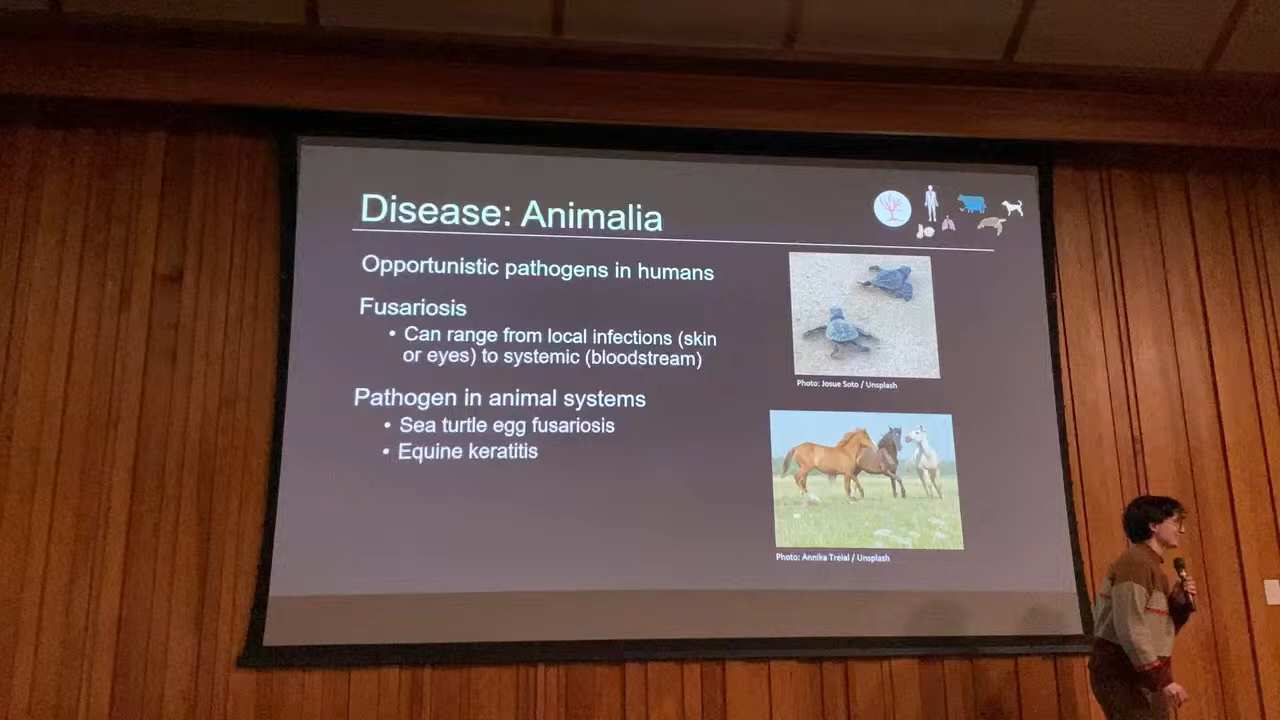 Disease: Animalia
Opportunistic pathogens in humans
Fusariosis
• Can range from local infections (skin
or eyes) to systemic (bloodstream)
Pathogen in animal systems
• Sea turtle egg fusariosis
• Equine keratitis
Photo: Josue Soto / Unsplash
Photo: Annika Treial / Unsplash